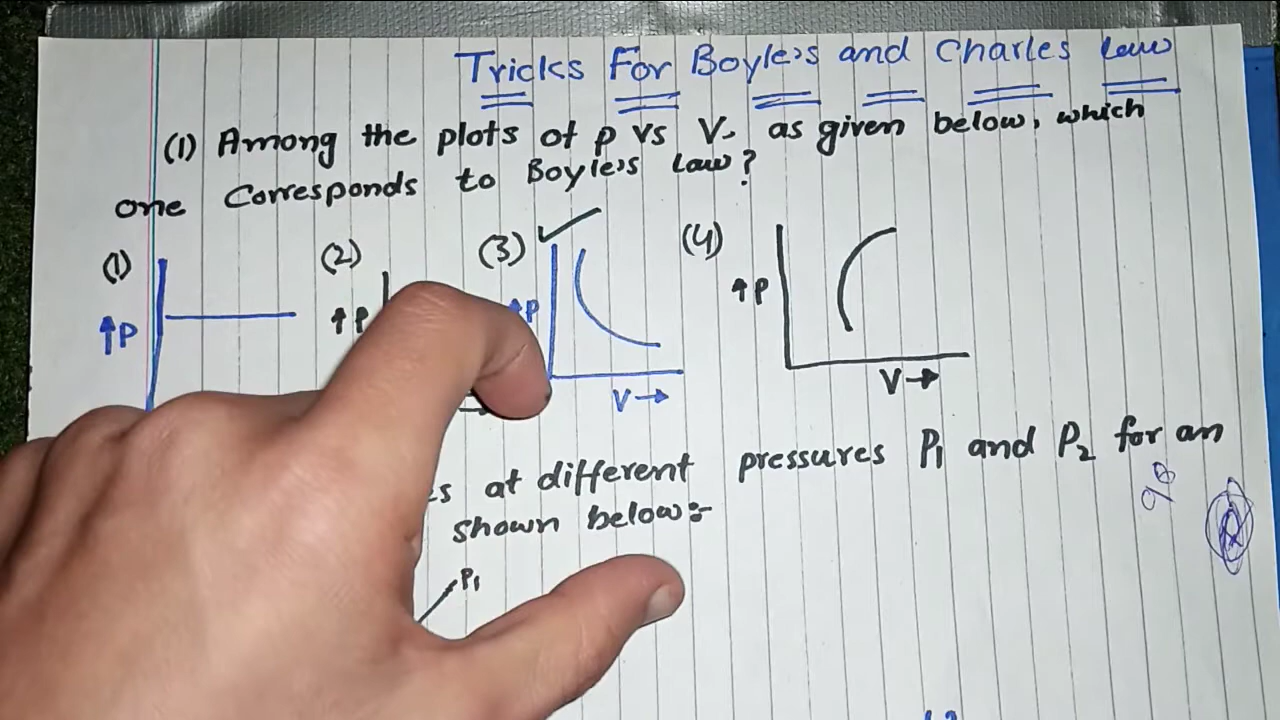 Tricks For Boyle's and Charles Law
(1) Among the plots of p vs V. as given below, which
one Corresponds to Boyle's Law?
(1) (2) (3) (4)
↑P ↑P ↑P ↑P
V→ V→
at different pressures P1 and P2 for an
shown below:-
P1